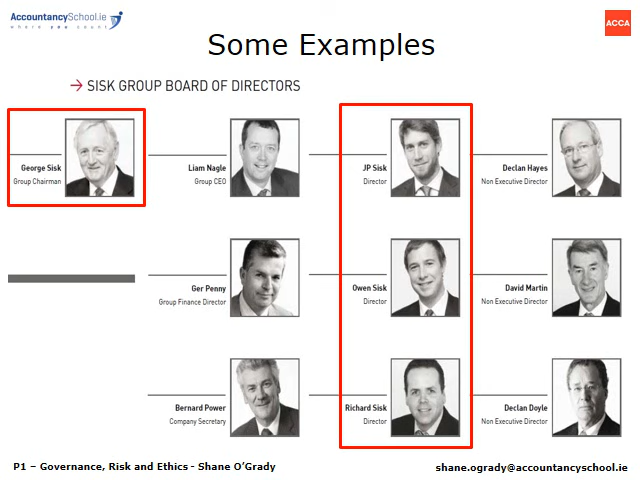 AccountancySchool.ie
where you count
ACCA
Some Examples
→ SISK GROUP BOARD OF DIRECTORS
George Sisk
Group Chairman
Liam Nagle
Group CEO
JP Sisk
Director
Declan Hayes
Non Executive Director
Ger Penny
Group Finance Director
Owen Sisk
Director
David Martin
Non Executive Director
Bernard Power
Company Secretary
Richard Sisk
Director
Declan Doyle
Non Executive Director
P1 – Governance, Risk and Ethics - Shane O’Grady
shane.ogrady@accountancyschool.ie